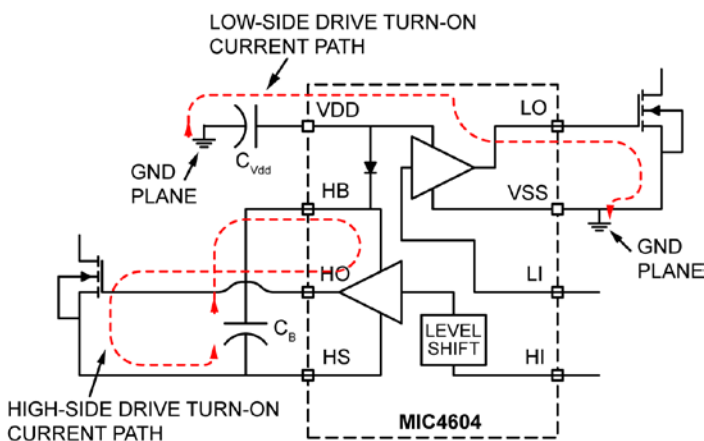 LOW-SIDE DRIVE TURN-ON
CURRENT PATH
VDD
LO
CVdd
GND
PLANE
HB
VSS
GND
PLANE
HO
LI
CB
LEVEL
SHIFT
HS
HI
HIGH-SIDE DRIVE TURN-ON
CURRENT PATH
MIC4604